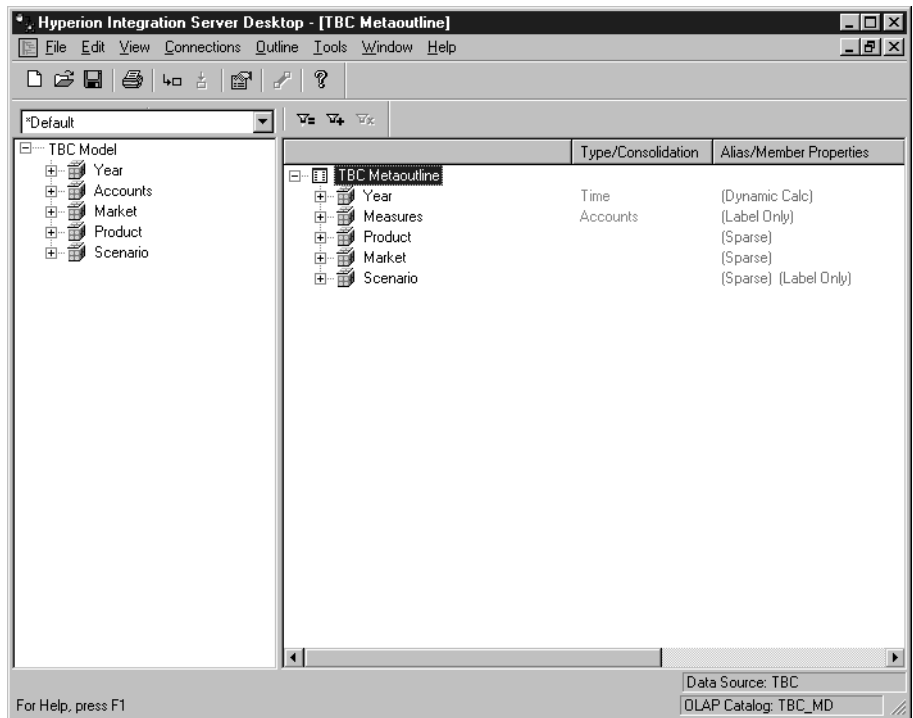 Hyperion Integration Server Desktop - [TBC Metaoutline]
File Edit View Connections Outline Tools Window Help
*Default
TBC Model
Year
Accounts
Market
Product
Scenario
Type/Consolidation Alias/Member Properties
TBC Metaoutline
Year Time (Dynamic Calc)
Measures Accounts (Label Only)
Product (Sparse)
Market (Sparse)
Scenario (Sparse) (Label Only)
Data Source: TBC
For Help, press F1 OLAP Catalog: TBC_MD